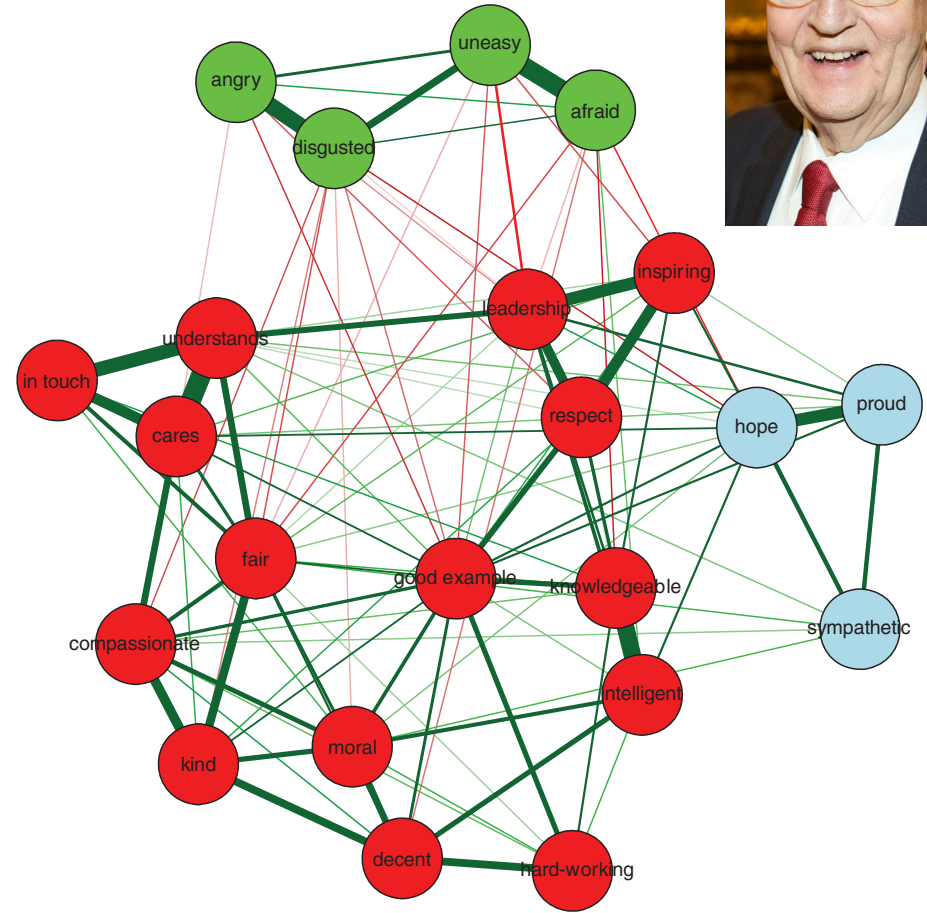 uneasy
angry
afraid
disgusted
inspiring
leadership
understands
in touch
proud
respect
hope
cares
fair
good example
knowledgeable
sympathetic
compassionate
intelligent
moral
kind
decent
hard-working